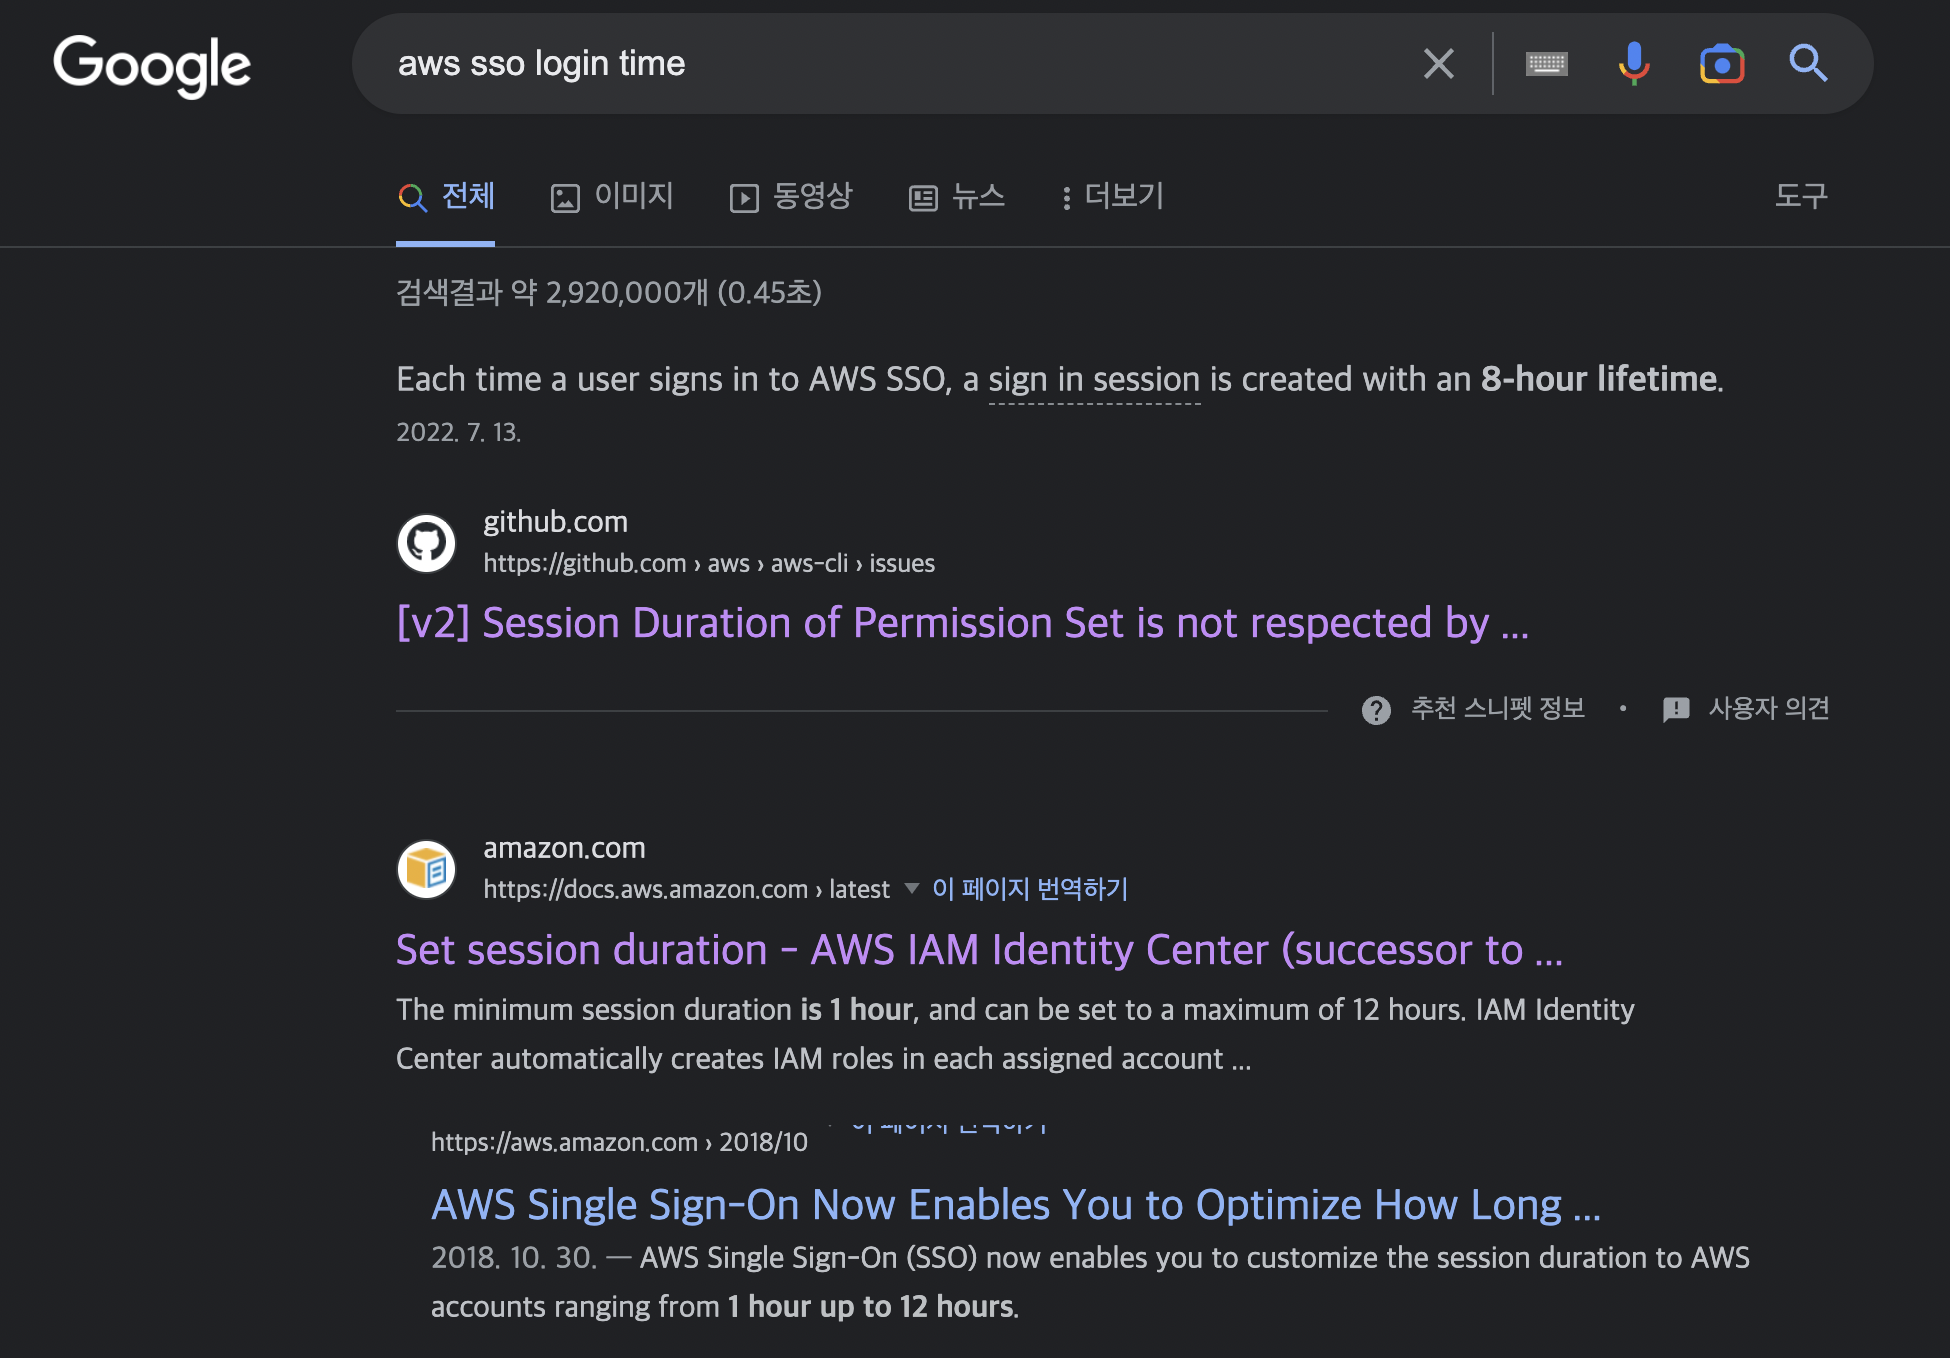 Google
aws sso login time
전체 이미지 동영상 뉴스 더보기 도구
검색결과 약 2,920,000개 (0.45초)
Each time a user signs in to AWS SSO, a sign in session is created with an 8-hour lifetime.
2022. 7. 13.
github.com
https://github.com › aws › aws-cli › issues
[v2] Session Duration of Permission Set is not respected by ...
추천 스니펫 정보 • 사용자 의견
amazon.com
https://docs.aws.amazon.com › latest 이 페이지 번역하기
Set session duration - AWS IAM Identity Center (successor to ...
The minimum session duration is 1 hour, and can be set to a maximum of 12 hours. IAM Identity
Center automatically creates IAM roles in each assigned account ...
https://aws.amazon.com › 2018/10
AWS Single Sign-On Now Enables You to Optimize How Long ...
2018. 10. 30. — AWS Single Sign-On (SSO) now enables you to customize the session duration to AWS
accounts ranging from 1 hour up to 12 hours.